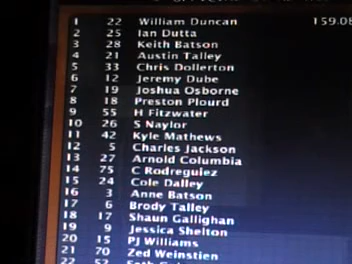 1 22 William Duncan 159.08
2 25 Ian Dutta
3 28 Keith Batson
4 21 Austin Talley
5 33 Chris Dollerton
6 12 Jeremy Dube
7 19 Joshua Osborne
8 18 Preston Plourd
9 55 H Fitzwater
10 26 S Naylor
11 42 Kyle Mathews
12 5 Charles Jackson
13 27 Arnold Columbia
14 75 C Rodreguiez
15 24 Cole Dalley
16 3 Anne Batson
17 6 Brody Talley
18 17 Shaun Gallighan
19 9 Jessica Shelton
20 15 PJ Williams
21 70 Zed Weinstien